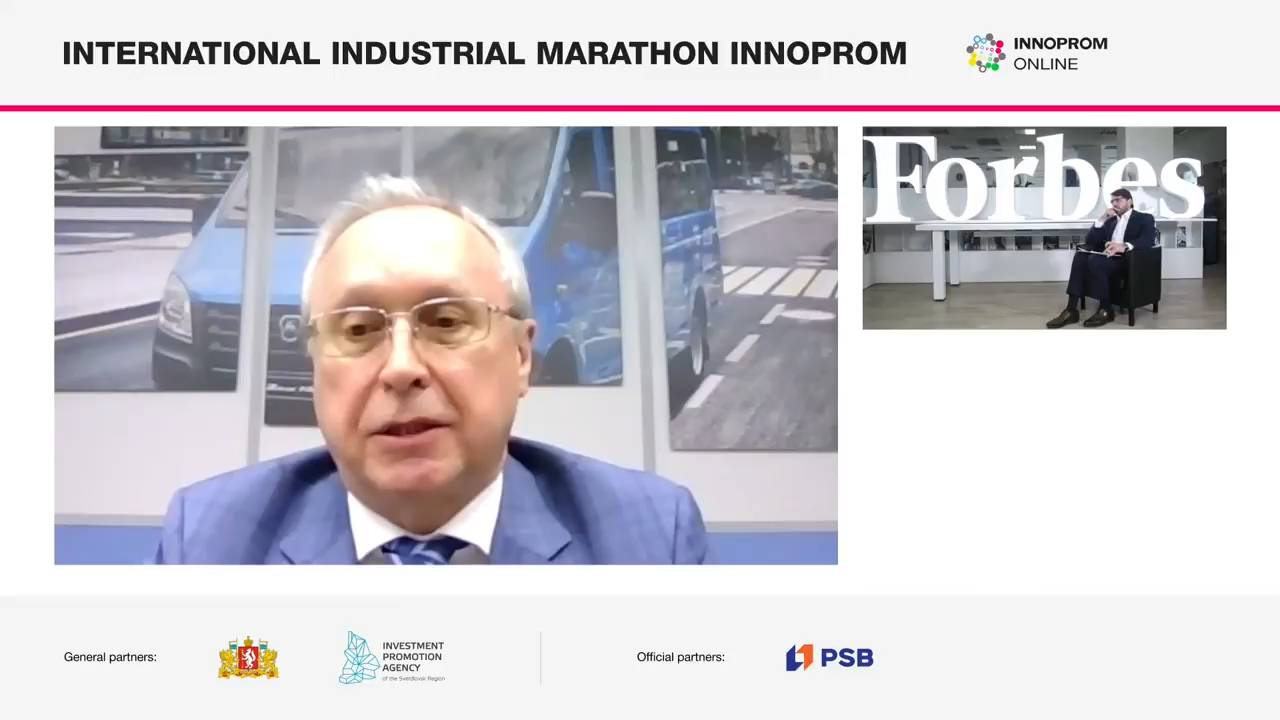 INTERNATIONAL INDUSTRIAL MARATHON INNOPROM
INNOPROM
ONLINE
Forbes
General partners:
INVESTMENT
PROMOTION
AGENCY
of the Sverdlovsk Region
Official partners:
PSB